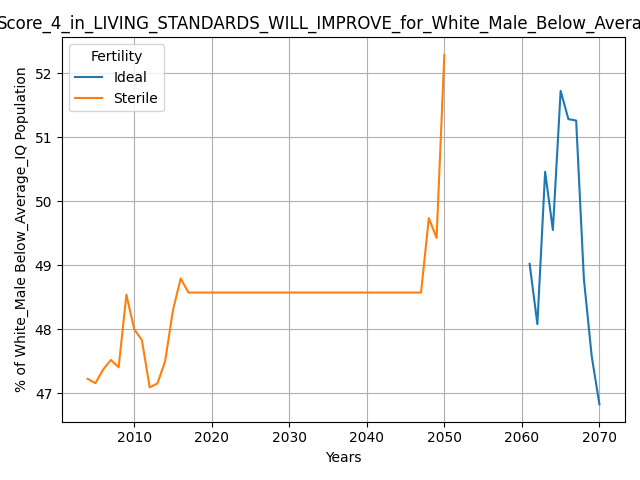 Score_4_in_LIVING_STANDARDS_WILL_IMPROVE_for_White_Male_Below_Avera
Fertility
Ideal
Sterile
% of White_Male Below_Average_IQ Population
52
51
50
49
48
47
2010
2020
2030
2040
2050
2060
2070
Years